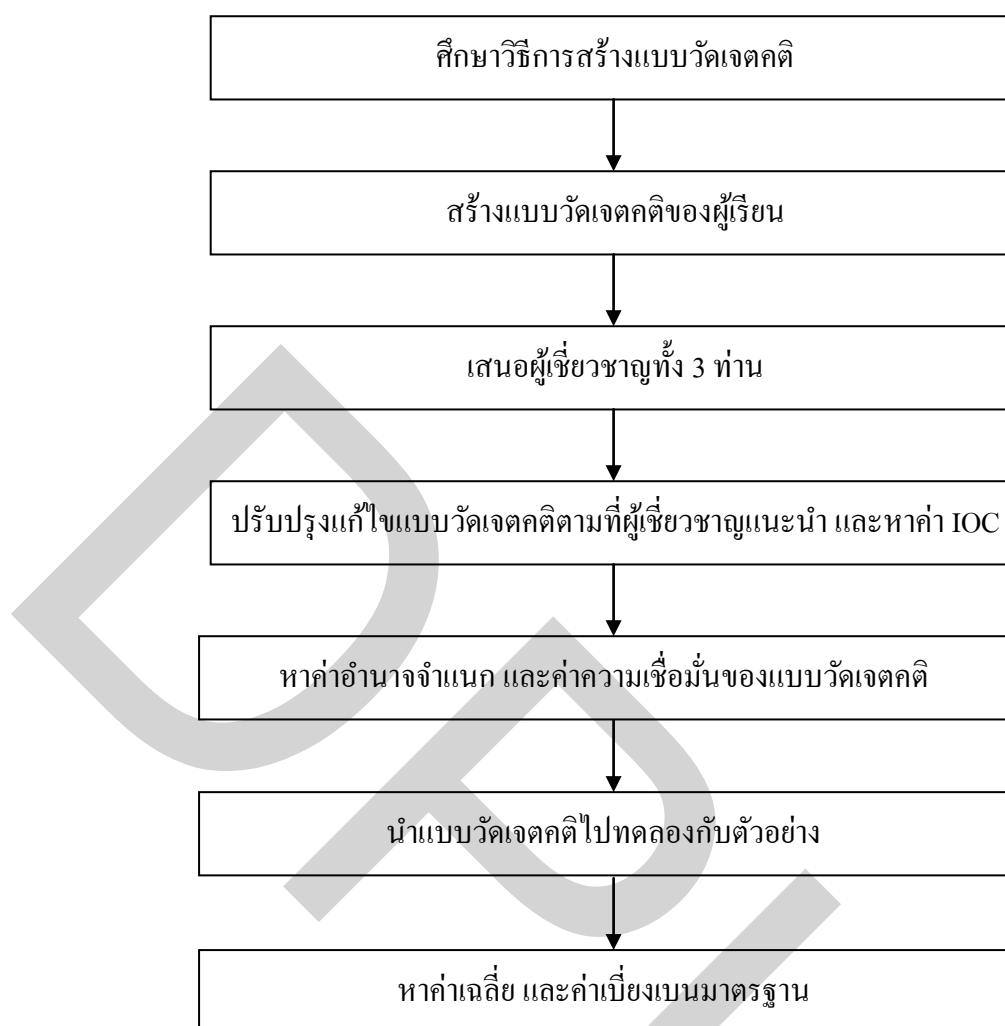 ศึกษาวิธีการสร้างแบบวัดเจตคติ
สร้างแบบวัดเจตคติของผู้เรียน
เสนอผู้เชี่ยวชาญทั้ง 3 ท่าน
ปรับปรุงแก้ไขแบบวัดเจตคติตามที่ผู้เชี่ยวชาญแนะนำ และหาค่า IOC
หาค่าอำนาจจำแนก และค่าความเชื่อมั่นของแบบวัดเจตคติ
นำแบบวัดเจตคติไปทดลองกับตัวอย่าง
หาค่าเฉลี่ย และค่าเบี่ยงเบนมาตรฐาน